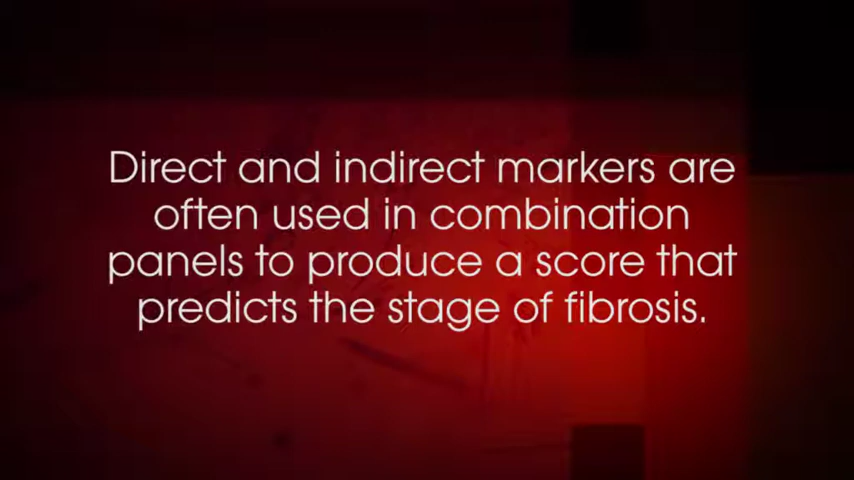 Direct and indirect markers are
often used in combination
panels to produce a score that
predicts the stage of fibrosis.